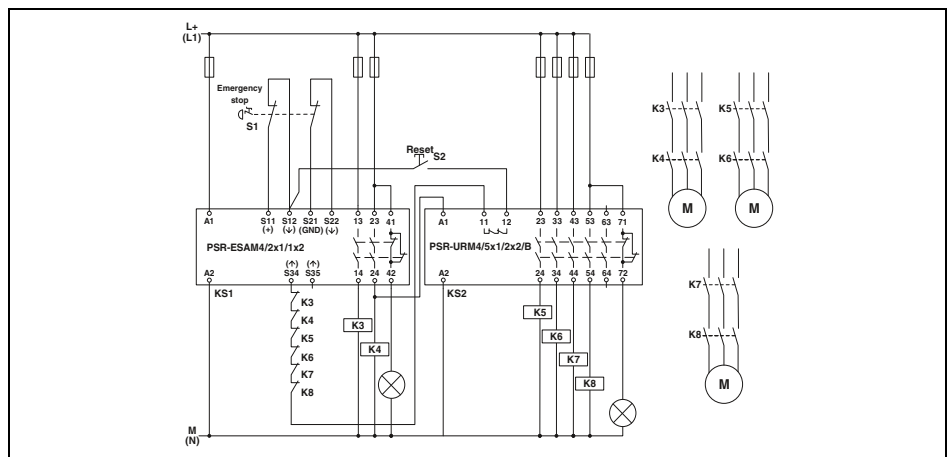 L+
(L1)
Emergency
stop
S1
Reset
S2
A1
S11
(+)
S12
(↓)
S21
(GND)
S22
(↓)
13
23
41
A1
11
12
23
33
43
53
63
71
PSR-ESAM4/2x1/1x2
PSR-URM4/5x1/2x2/B
A2
(↑)
S34
(↑)
S35
14
24
42
A2
24
34
44
54
64
72
KS1
KS2
K3
K4
K5
K6
K7
K8
K3
K4
K5
K6
K7
K8
M
(N)
K3
K5
K4
K6
M
M
K7
K8
M